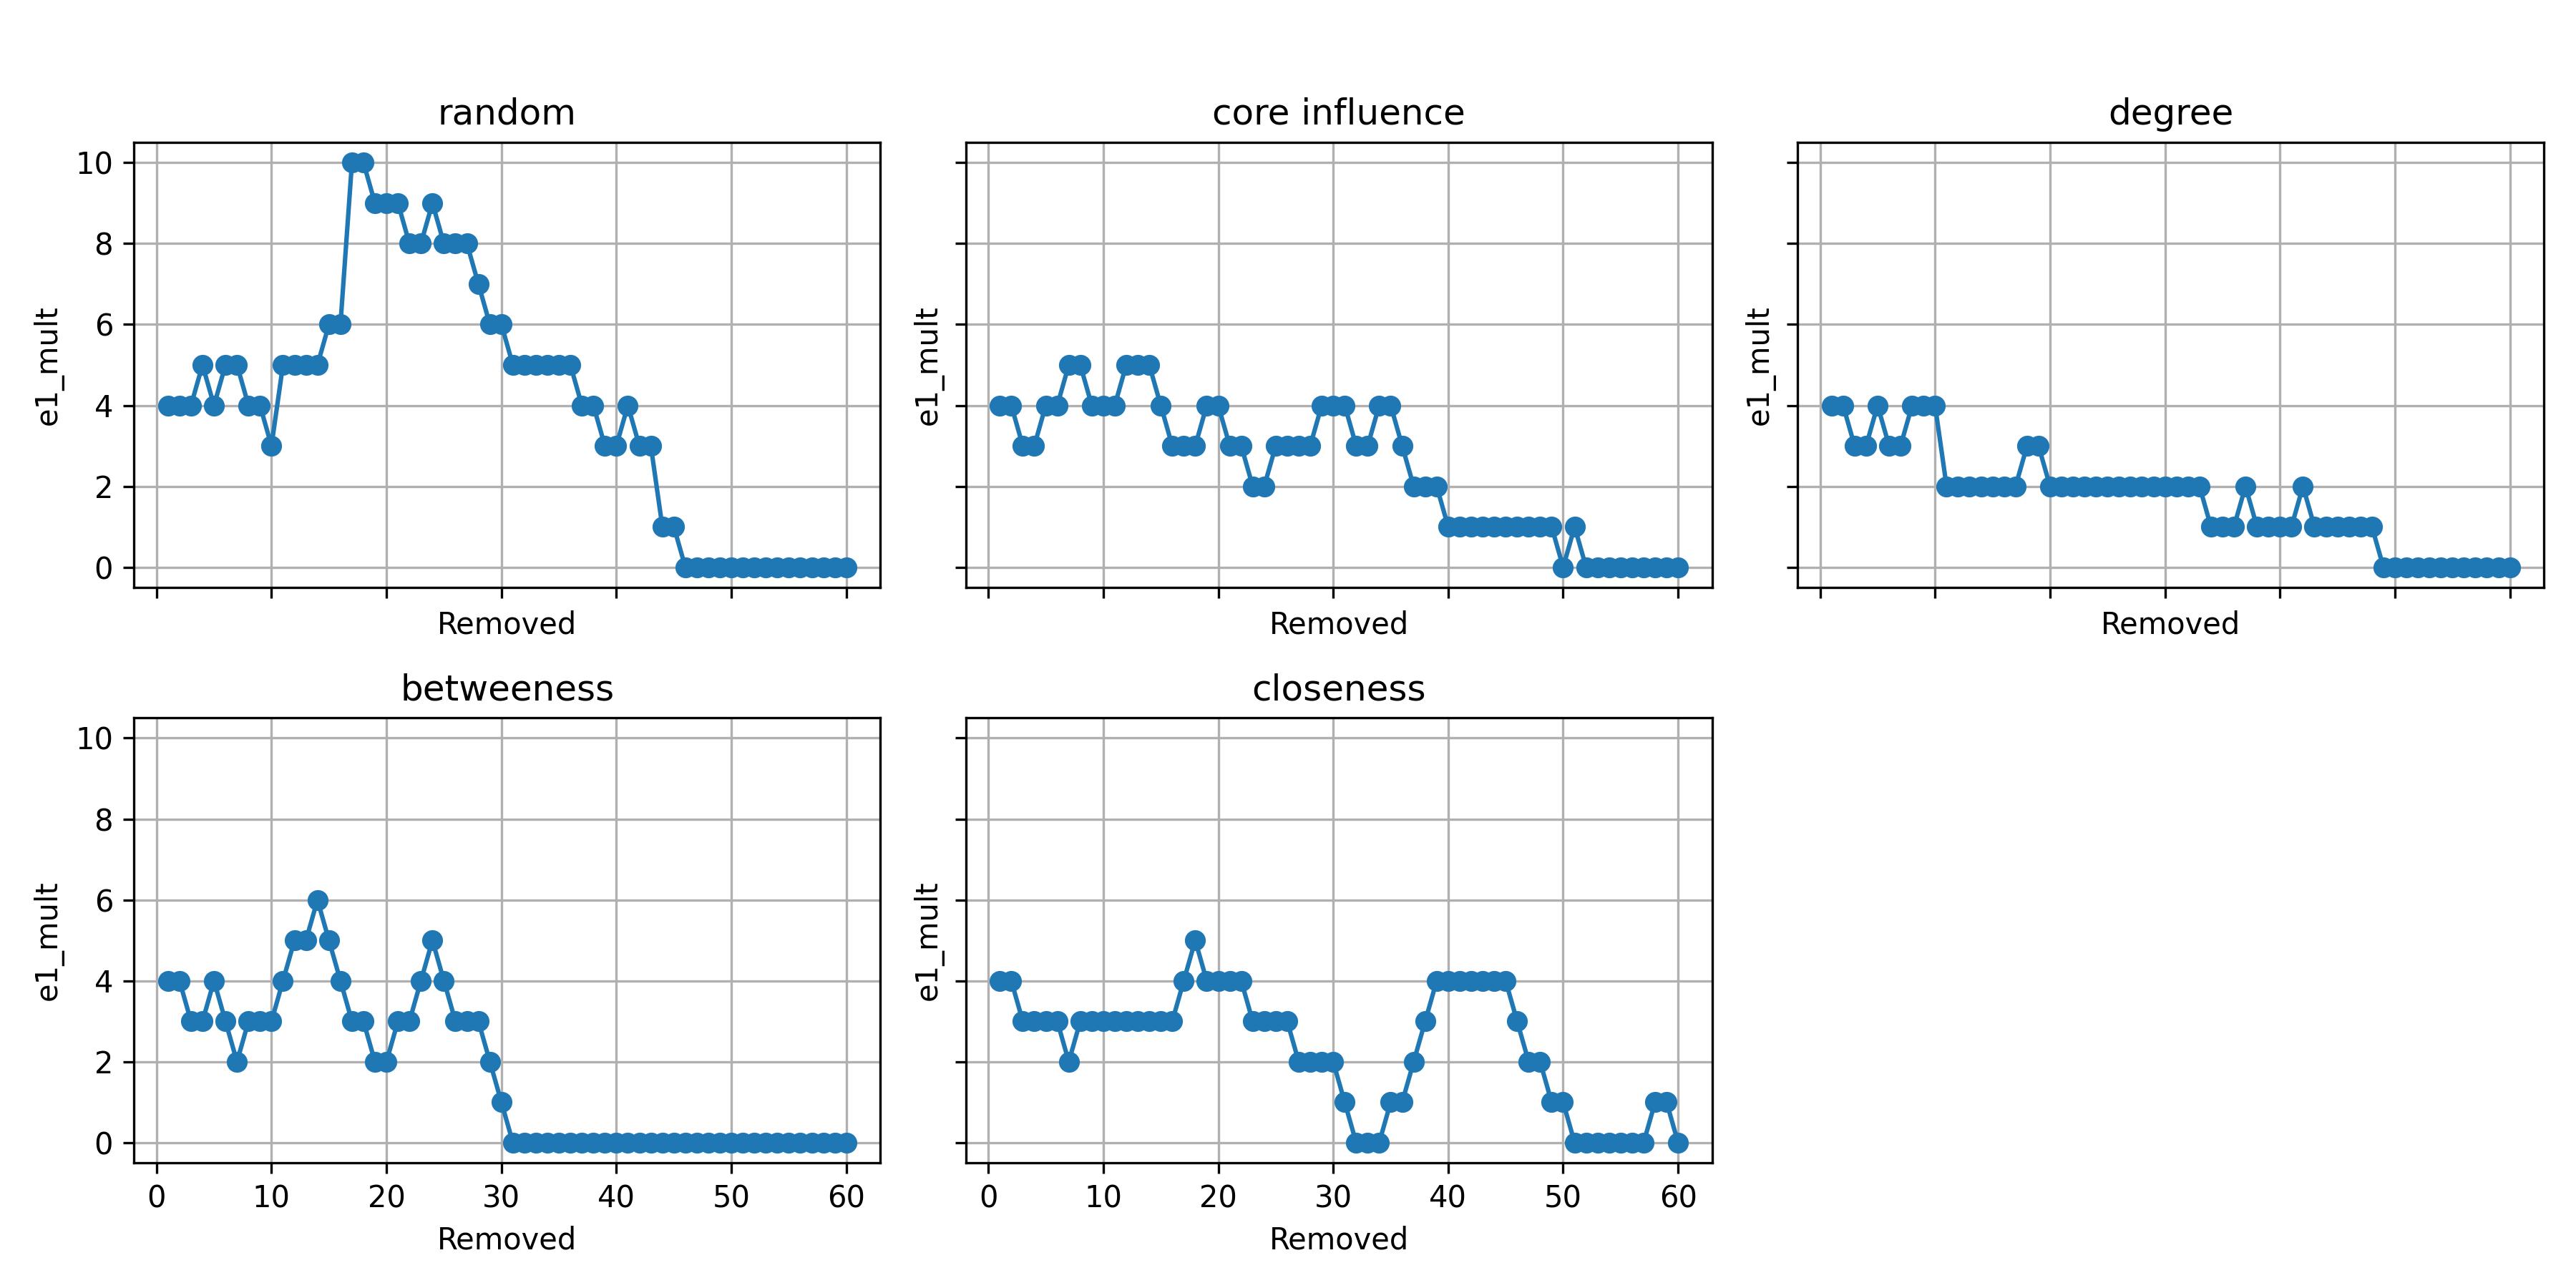 random
10
8
6
4
2
0
e1_mult
Removed
core influence
e1_mult
Removed
degree
e1_mult
Removed
betweeness
10
8
6
4
2
0
e1_mult
0 10 20 30 40 50 60
Removed
closeness
e1_mult
0 10 20 30 40 50 60
Removed